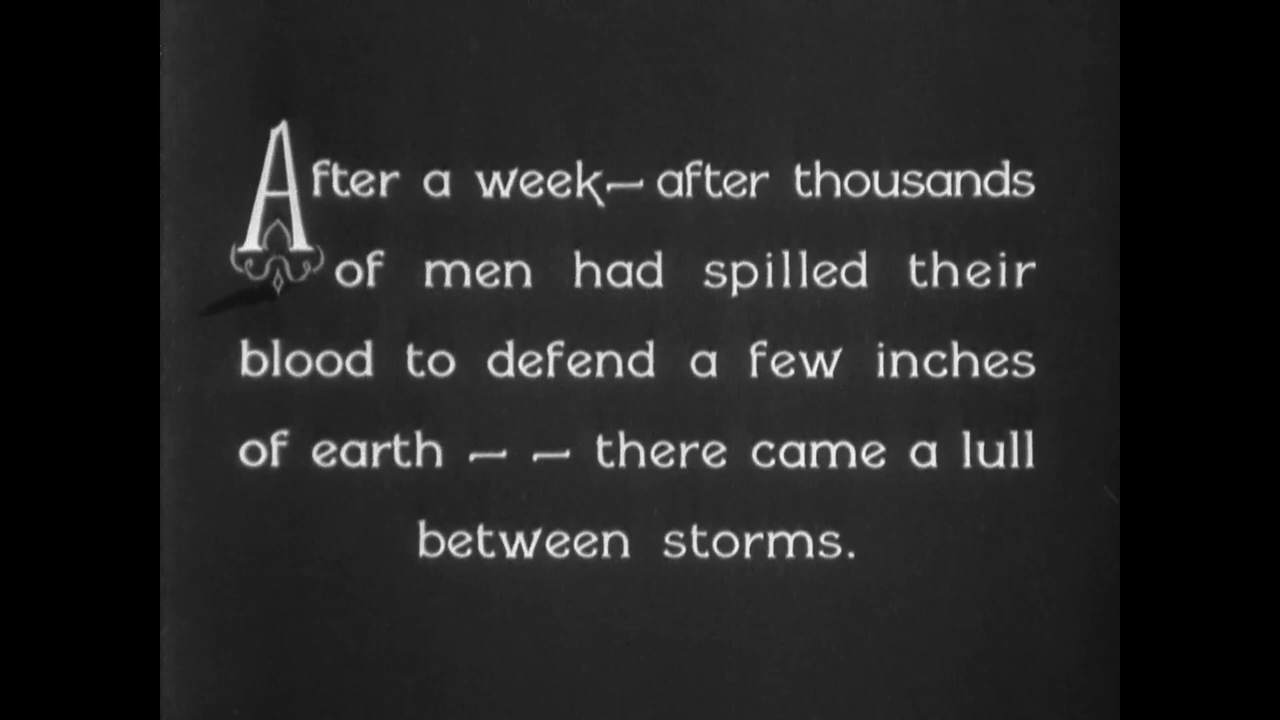 After a week—after thousands
of men had spilled their
blood to defend a few inches
of earth — — there came a lull
between storms.